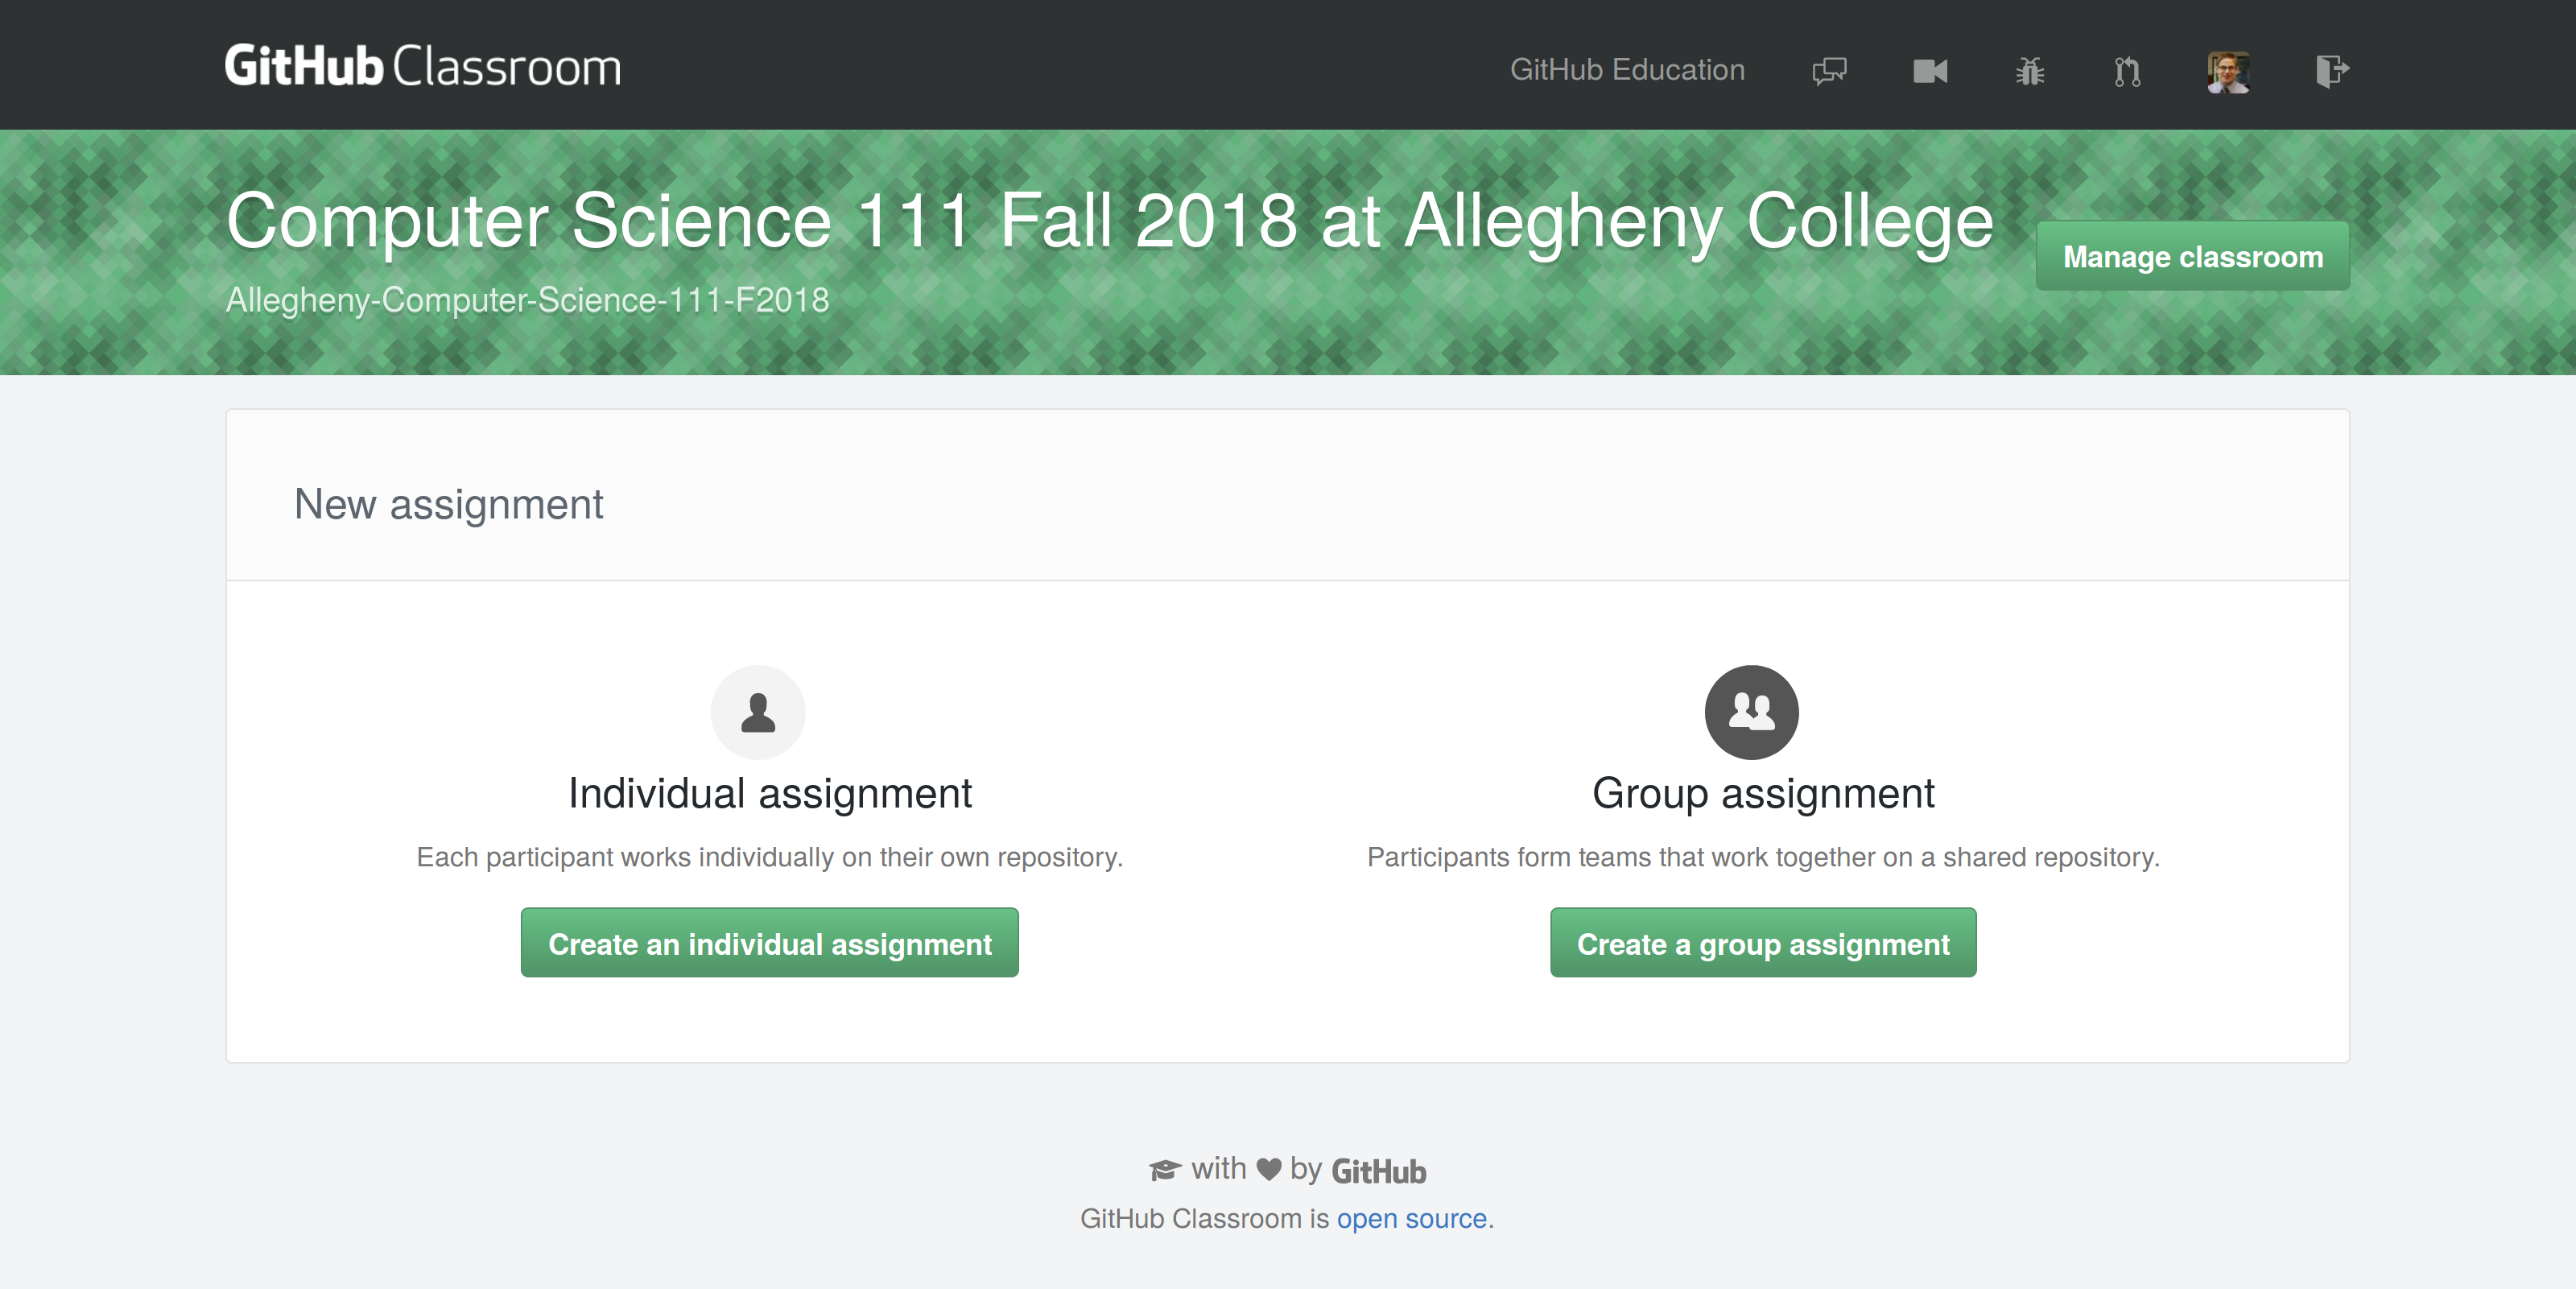 GitHub Classroom
GitHub Education
Computer Science 111 Fall 2018 at Allegheny College
Manage classroom
Allegheny-Computer-Science-111-F2018
New assignment
Individual assignment
Each participant works individually on their own repository.
Create an individual assignment
Group assignment
Participants form teams that work together on a shared repository.
Create a group assignment
with by GitHub
GitHub Classroom is open source.